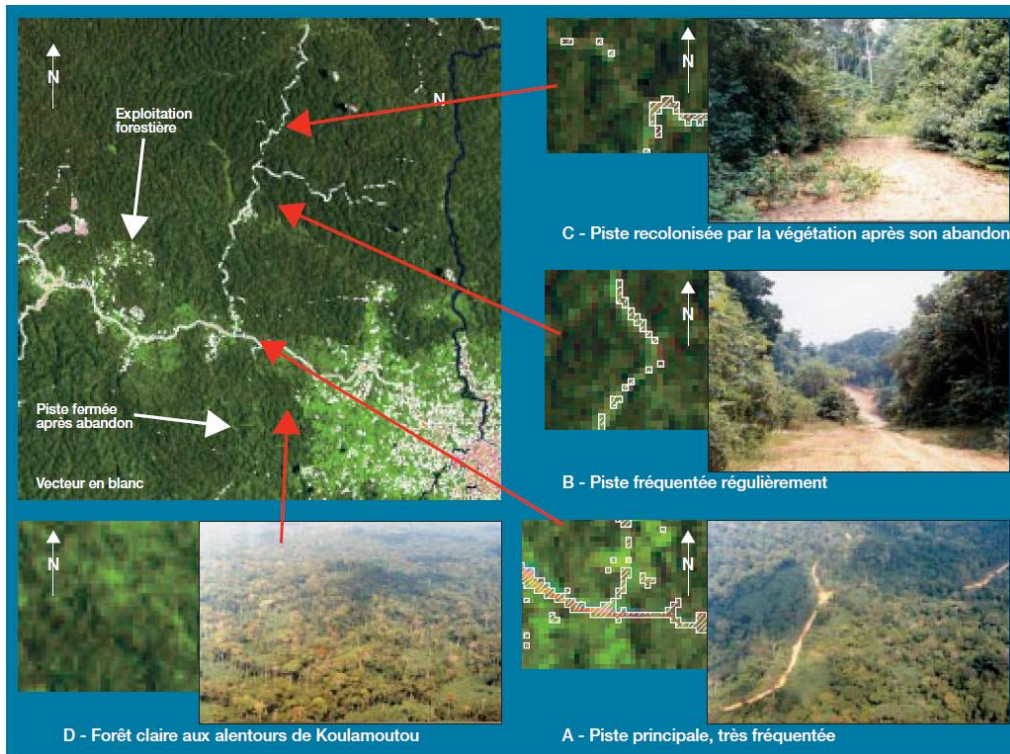 N
N
Exploitation
forestière
Piste fermée
après abandon
Vecteur en blanc
N
C - Piste recolonisée par la végétation après son abandon
N
B - Piste fréquentée régulièrement
N
D - Forêt claire aux alentours de Koulamoutou
N
A - Piste principale, très fréquentée